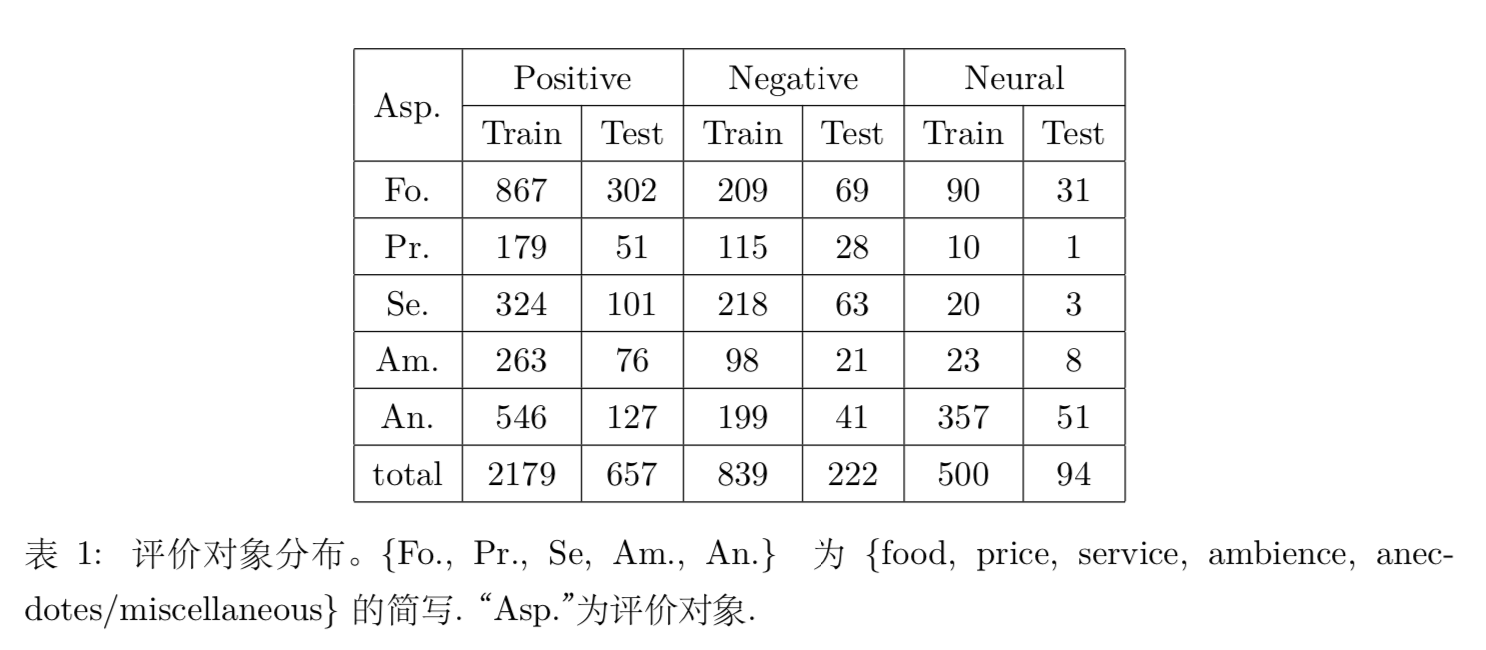 Asp. Positive Negative Neural
Train Test Train Test Train Test
Fo. 867 302 209 69 90 31
Pr. 179 51 115 28 10 1
Se. 324 101 218 63 20 3
Am. 263 76 98 21 23 8
An. 546 127 199 41 357 51
total 2179 657 839 222 500 94
表 1: 评价对象分布。{Fo., Pr., Se, Am., An.} 为 {food, price, service, ambience, anec-
dotes/miscellaneous} 的简写. “Asp.”为评价对象.